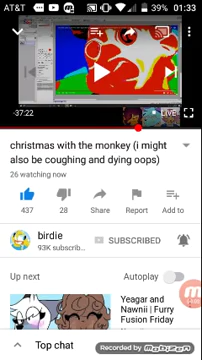 AT&T 39% 01:33
-37:22 LIVE
christmas with the monkey (i might
also be coughing and dying oops)
26 watching now
437 28 Share Report Add to
birdie
93K subscrib... SUBSCRIBED
Up next Autoplay
Yeagar and
Nawnii | Furry
Fusion Friday
Top chat
Recorded by
Mobizen